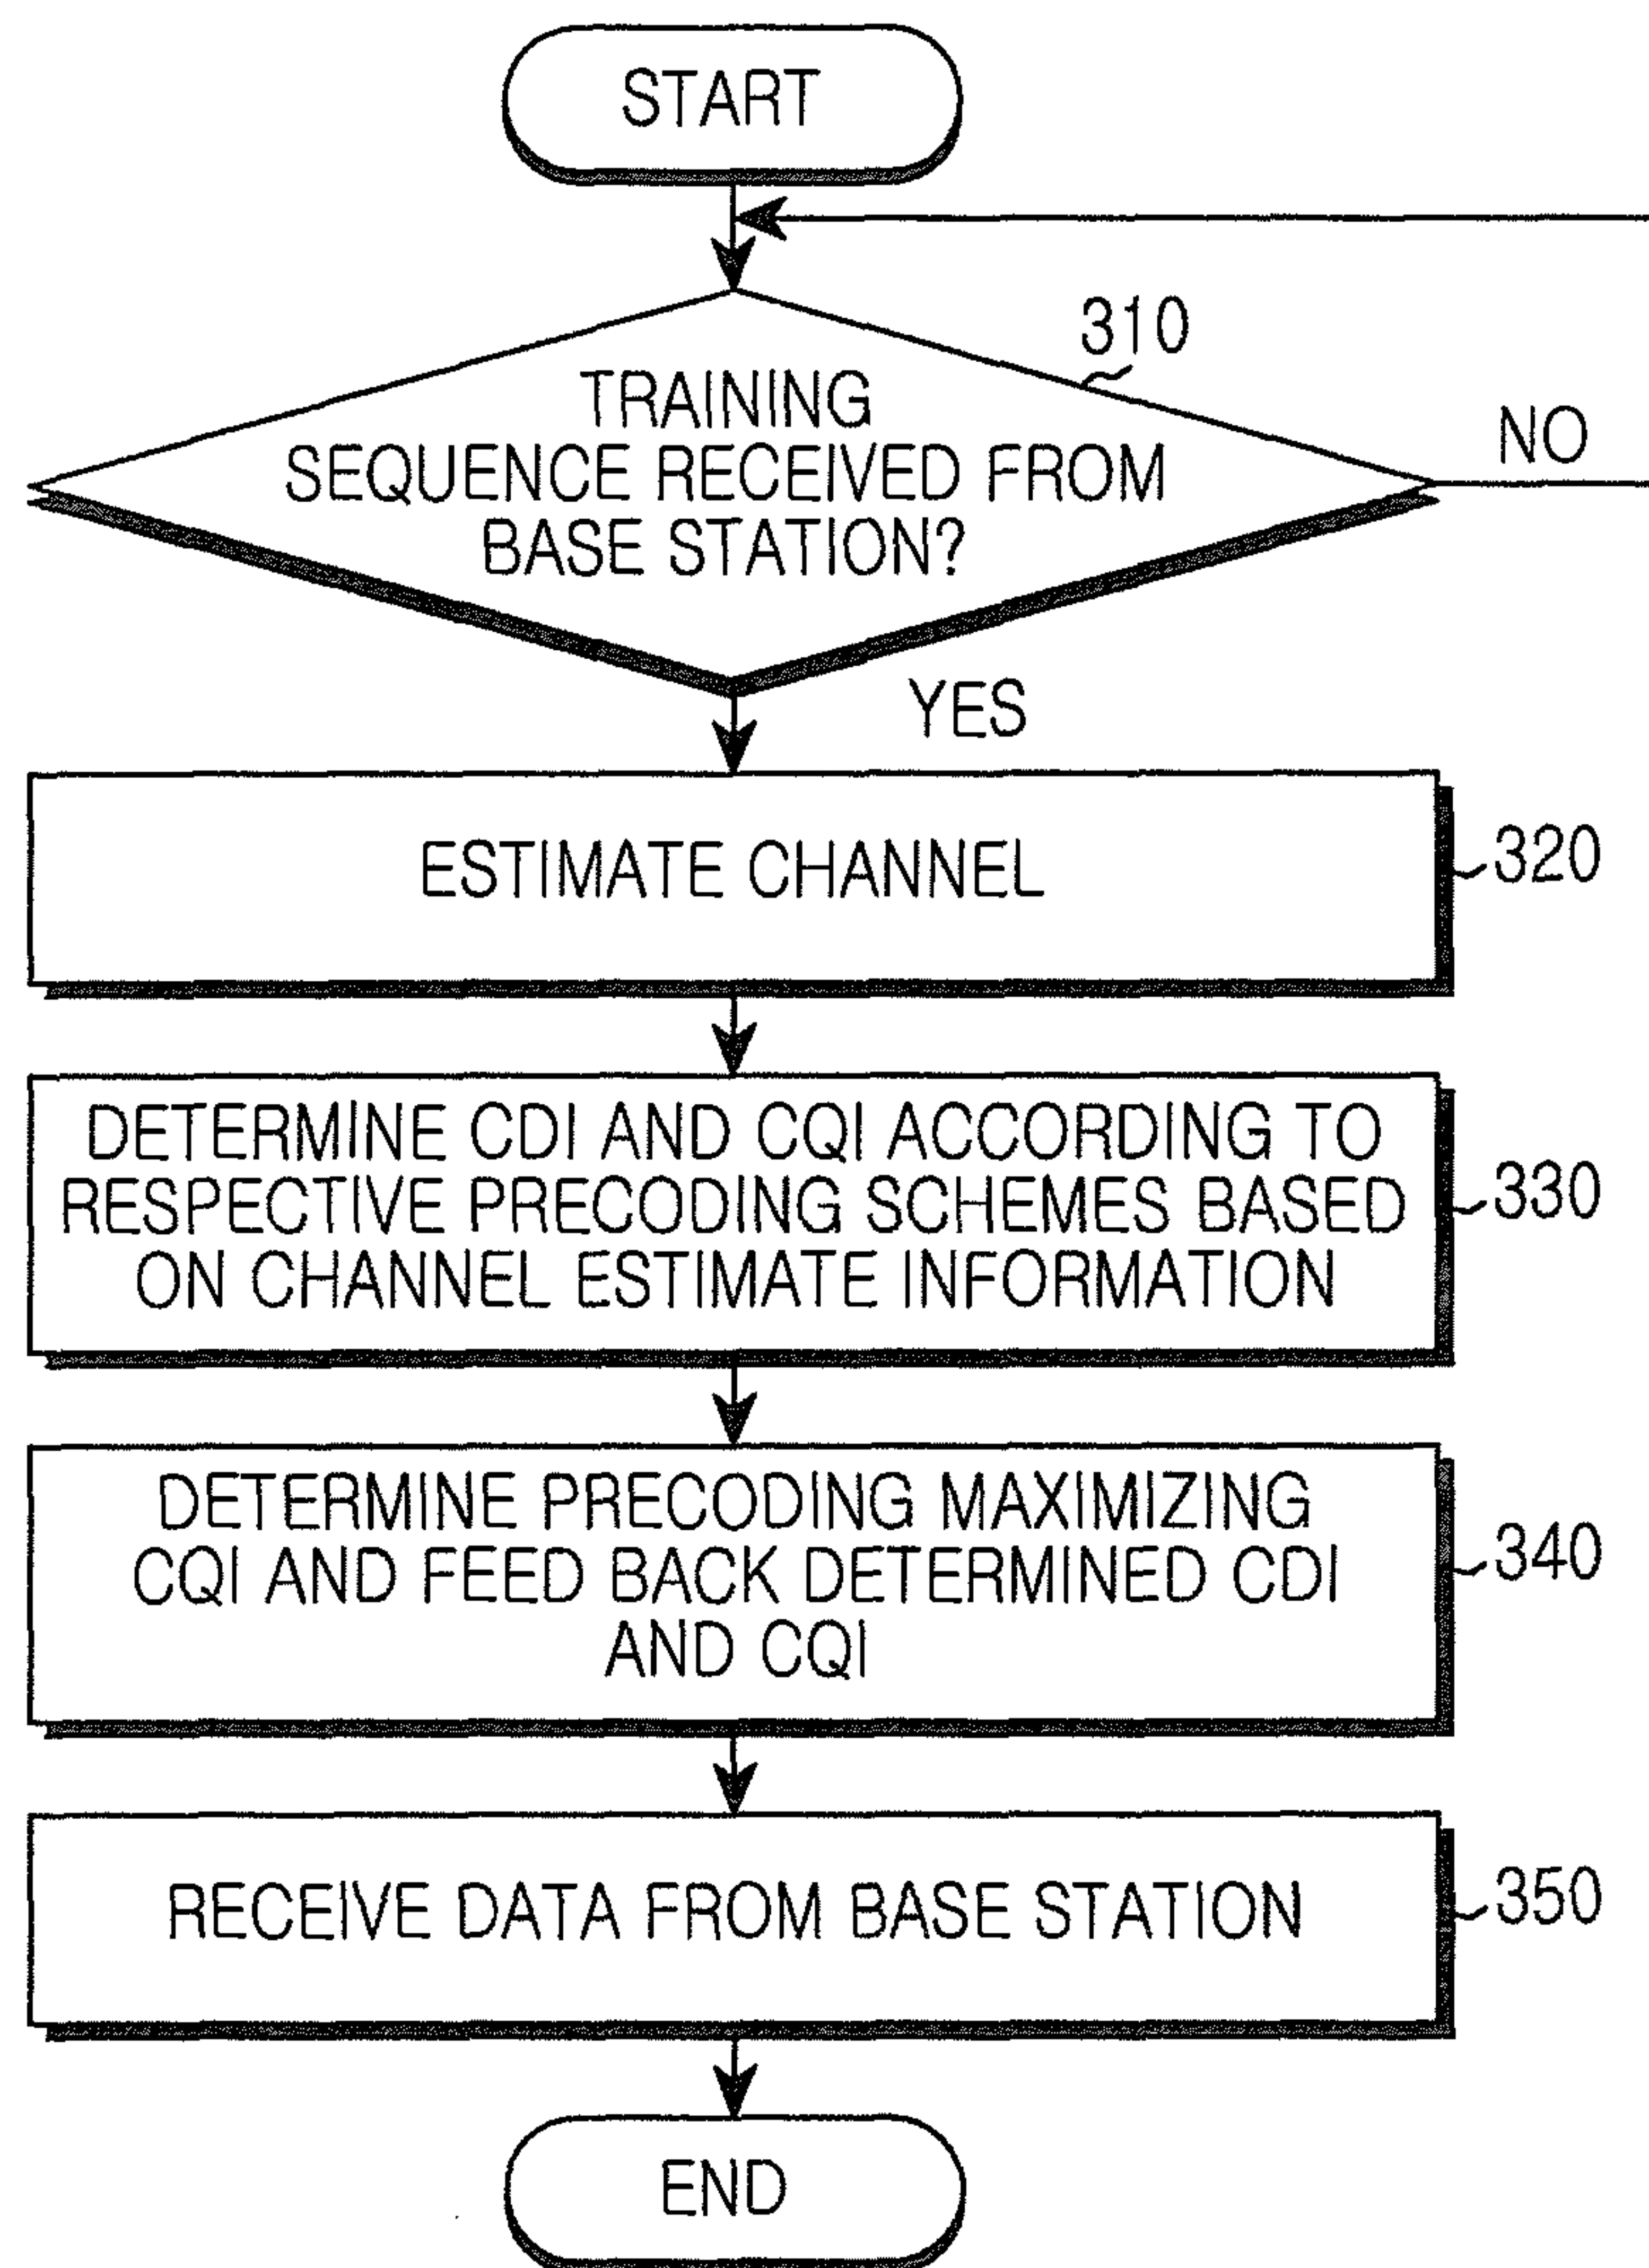 START
310
TRAINING
SEQUENCE RECEIVED FROM
BASE STATION?
NO
YES
ESTIMATE CHANNEL
320
DETERMINE CDI AND CQI ACCORDING TO
RESPECTIVE PRECODING SCHEMES BASED
ON CHANNEL ESTIMATE INFORMATION
330
DETERMINE PRECODING MAXIMIZING
CQI AND FEED BACK DETERMINED CDI
AND CQI
340
RECEIVE DATA FROM BASE STATION
350
END